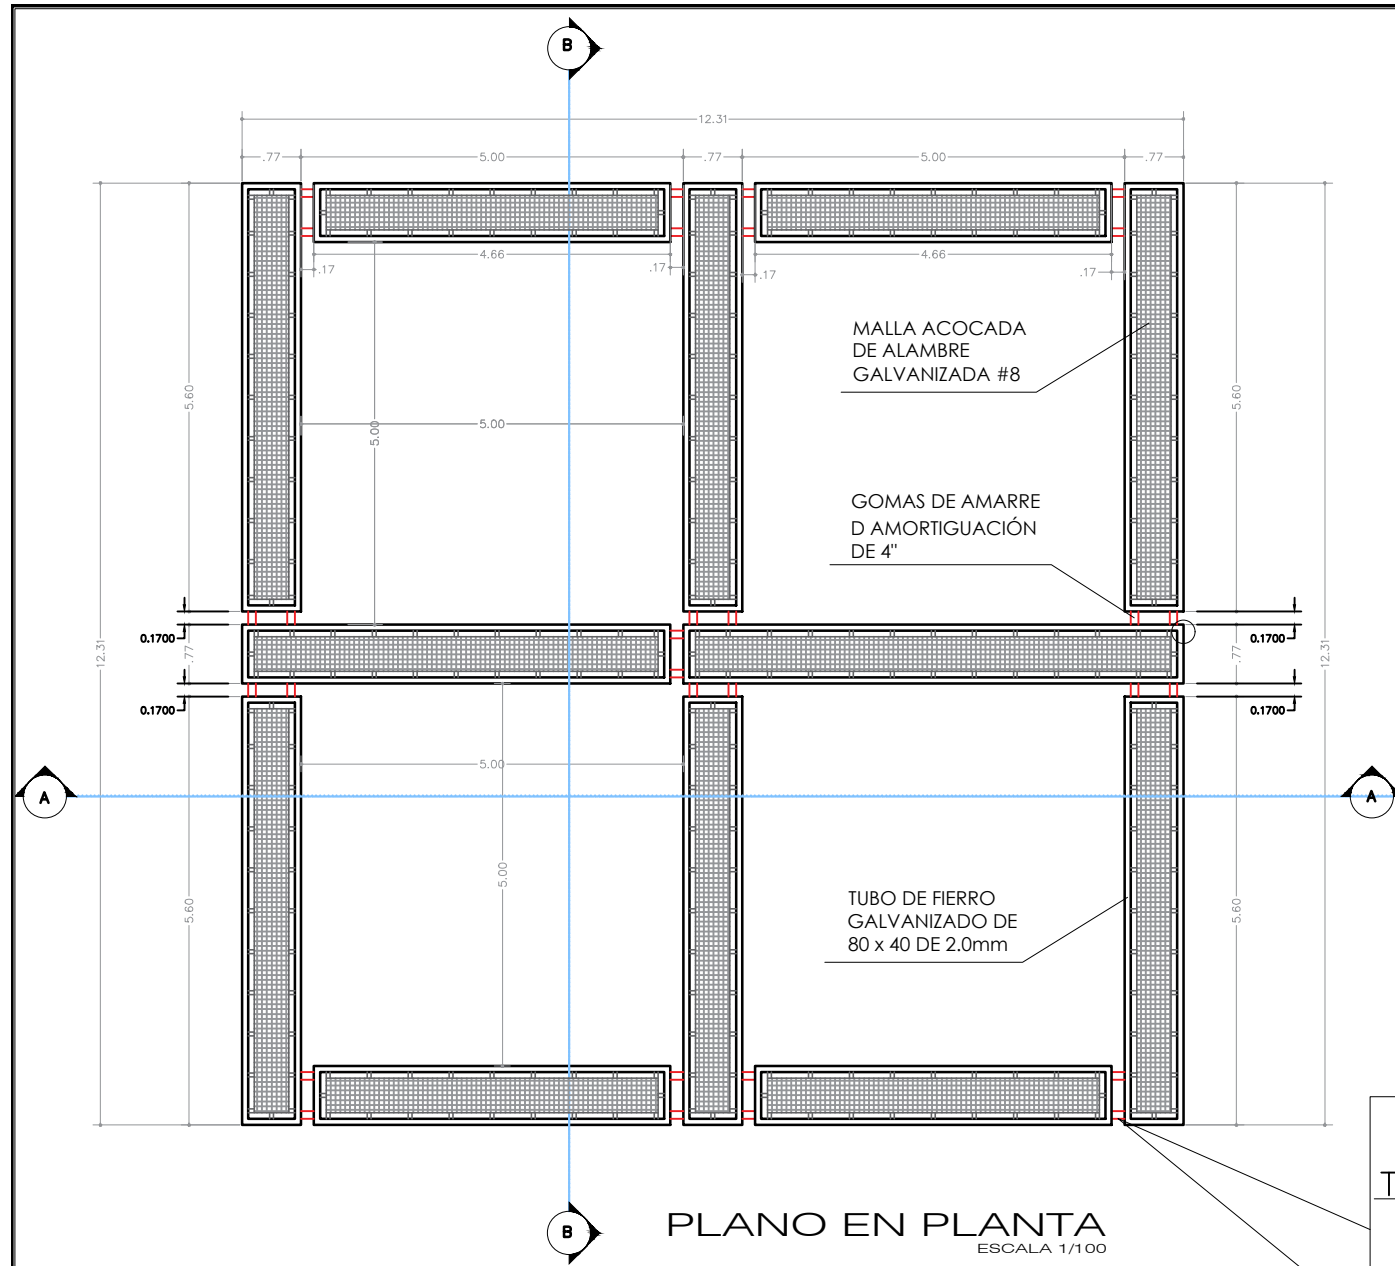 B
12.31
.77
5.00
.77
5.00
.77
4.66
4.66
.17
.17
.17
.17
MALLA ACOCADA
DE ALAMBRE
GALVANIZADA #8
5.60
5.00
5.00
5.60
GOMAS DE AMARRE
D AMORTIGUACIÓN
DE 4"
0.1700
.77
12.31
0.1700
0.1700
.77
12.31
0.1700
5.00
A
A
5.60
5.00
5.60
TUBO DE FIERRO
GALVANIZADO DE
80 x 40 DE 2.0mm
T
B
PLANO EN PLANTA
ESCALA 1/100